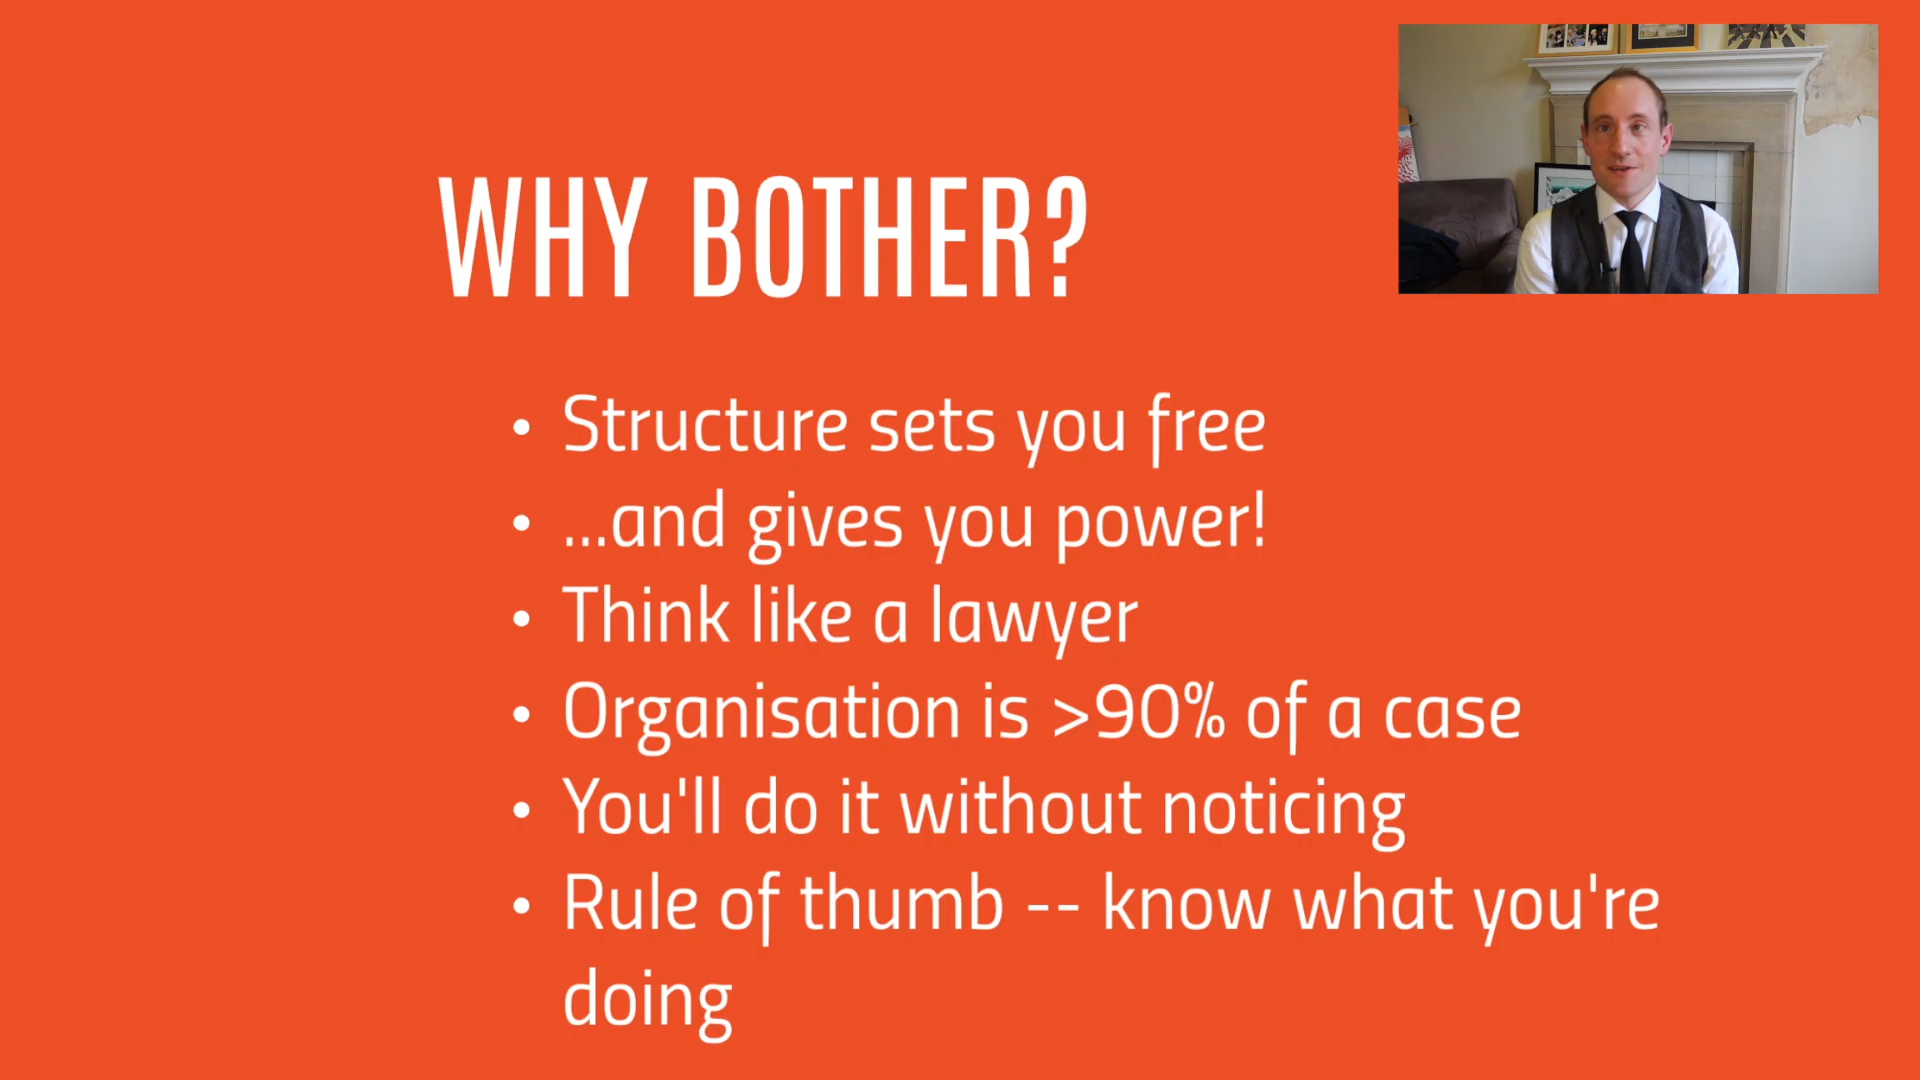 WHY BOTHER?
• Structure sets you free
• ...and gives you power!
• Think like a lawyer
• Organisation is >90% of a case
• You'll do it without noticing
• Rule of thumb -- know what you're
doing